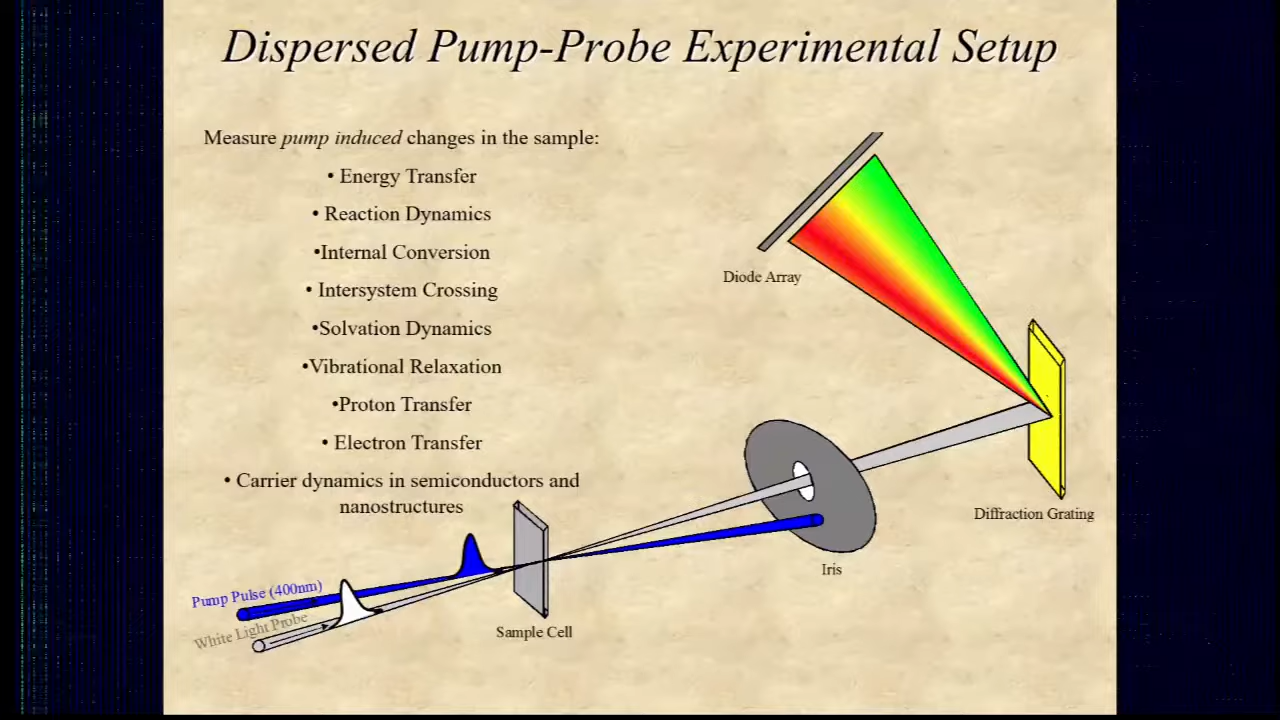 Dispersed Pump-Probe Experimental Setup
Measure pump induced changes in the sample:
• Energy Transfer
• Reaction Dynamics
•Internal Conversion
• Intersystem Crossing
•Solvation Dynamics
•Vibrational Relaxation
•Proton Transfer
• Electron Transfer
• Carrier dynamics in semiconductors and
nanostructures
Diode Array
Diffraction Grating
Iris
Pump Pulse (400nm)
White Light Probe
Sample Cell